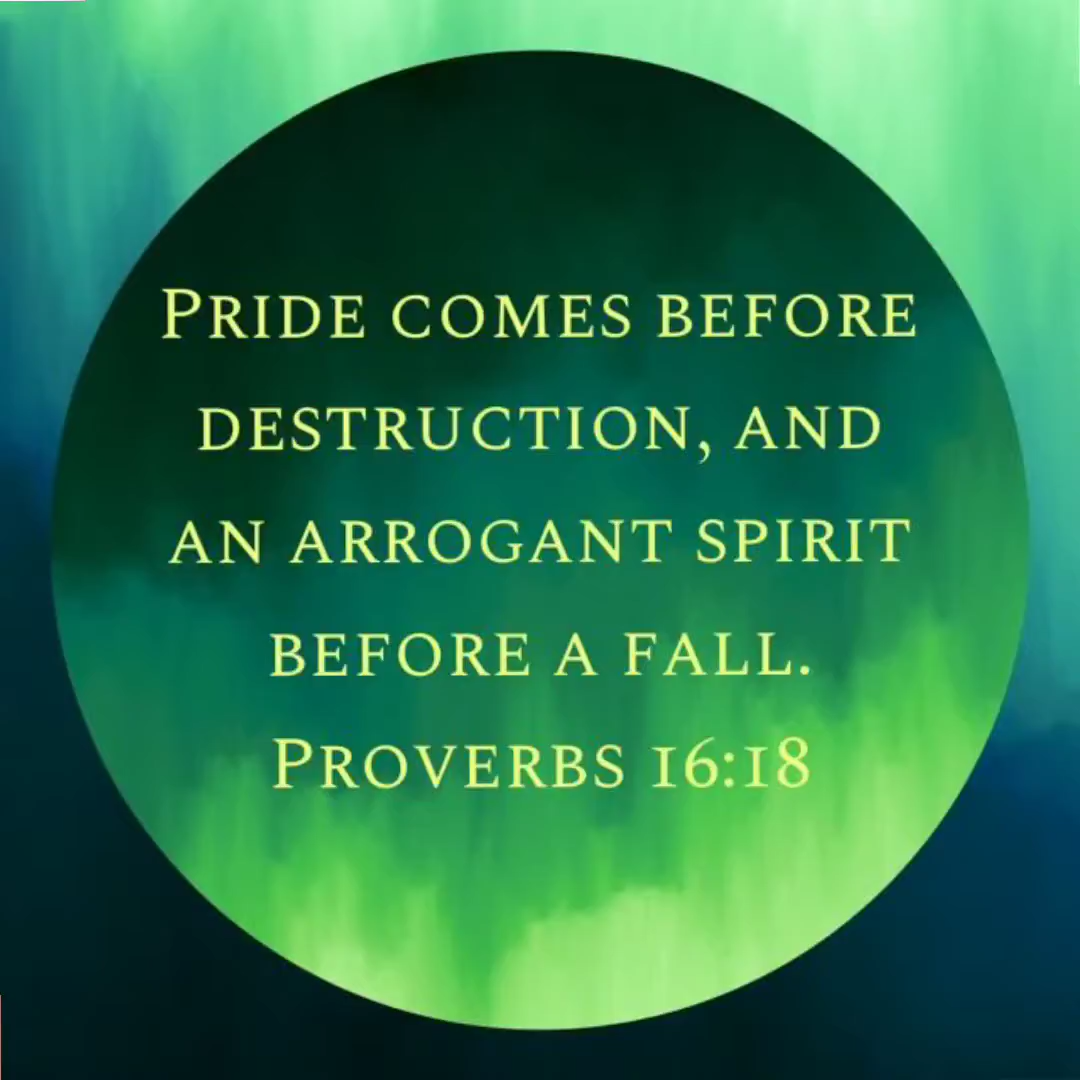 Pride comes before
destruction, and
an arrogant spirit
before a fall.
Proverbs 16:18